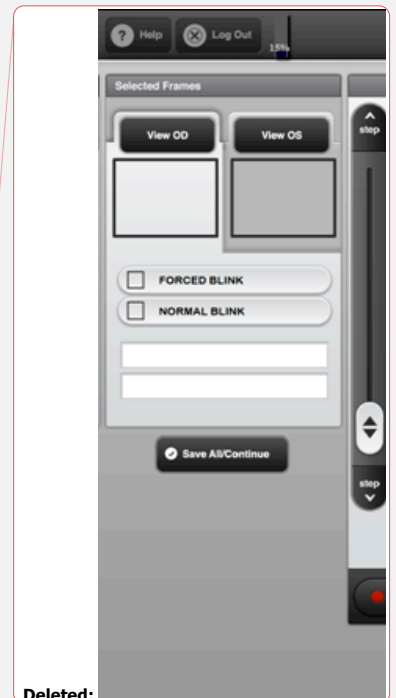 ? Help Log Out 15%
Selected Frames
View OD View OS
step
FORCED BLINK
NORMAL BLINK
Save All/Continue
step
Deleted: